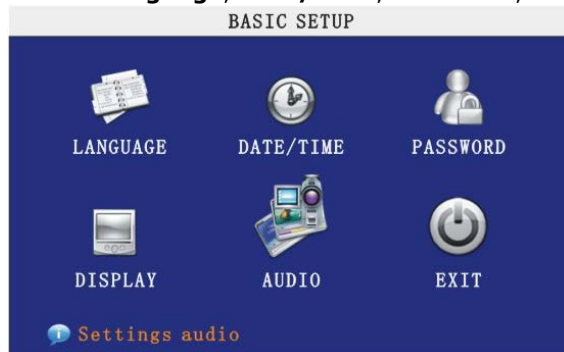 BASIC SETUP
LANGUAGE DATE/TIME PASSWORD
DISPLAY AUDIO EXIT
Settings audio